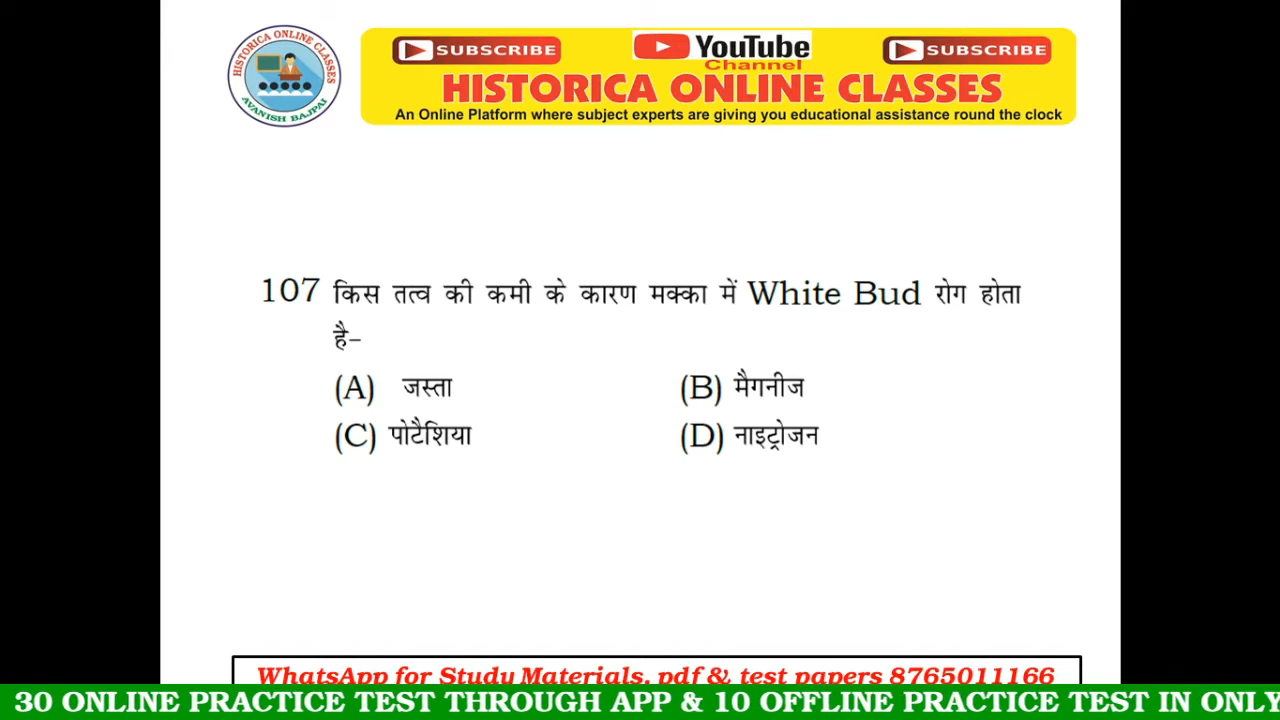 HISTORICA ONLINE CLASSES
AVANISH BAJPAI
SUBSCRIBE
YouTube
Channel
SUBSCRIBE
HISTORICA ONLINE CLASSES
An Online Platform where subject experts are giving you educational assistance round the clock
107 किस तत्व की कमी के कारण मक्का में White Bud रोग होता
है-
(A) जस्ता (B) मैगनीज
(C) पोटैशिया (D) नाइट्रोजन
WhatsApp for Study Materials, pdf & test papers 8765011166
30 ONLINE PRACTICE TEST THROUGH APP & 10 OFFLINE PRACTICE TEST IN ONLY